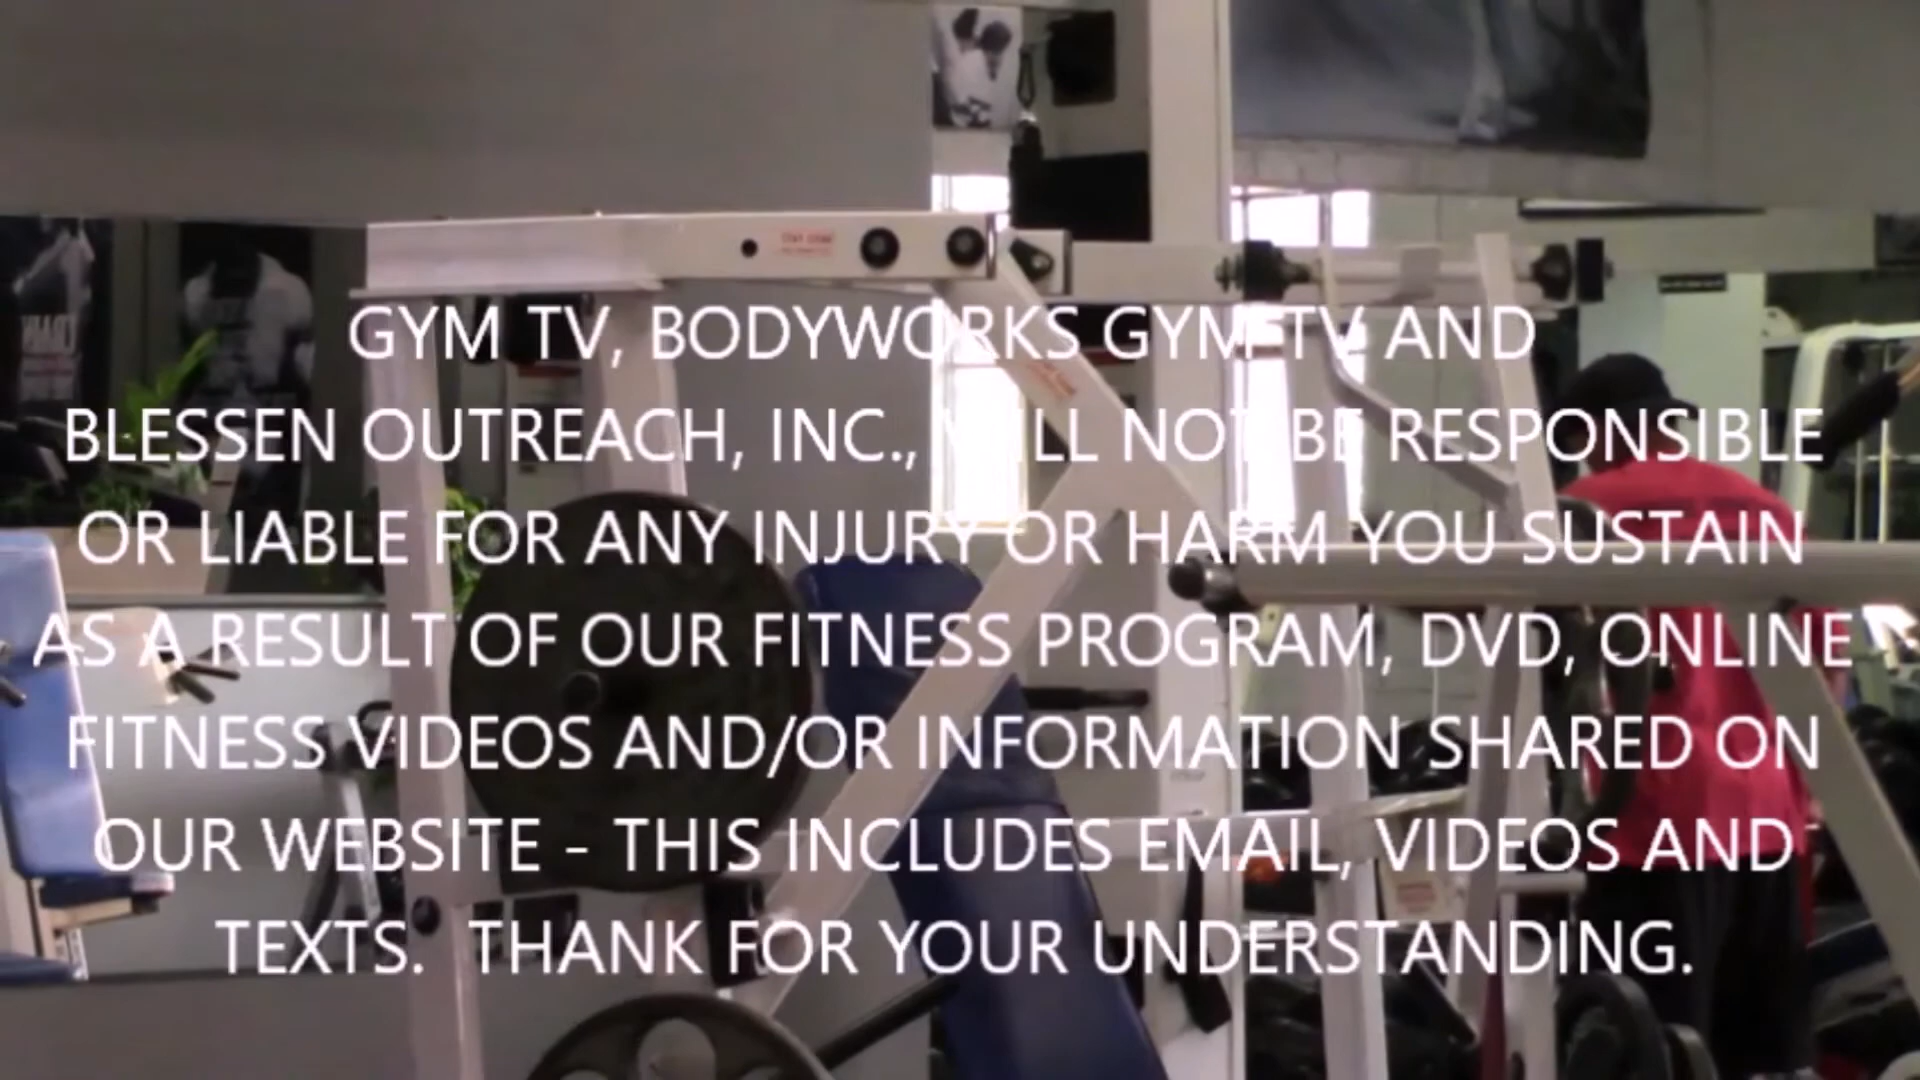 GYM TV, BODYWORKS GYM TV AND
BLESSEN OUTREACH, INC., WILL NOT BE RESPONSIBLE
OR LIABLE FOR ANY INJURY OR HARM YOU SUSTAIN
AS A RESULT OF OUR FITNESS PROGRAM, DVD, ONLINE
FITNESS VIDEOS AND/OR INFORMATION SHARED ON
OUR WEBSITE - THIS INCLUDES EMAIL, VIDEOS AND
TEXTS.  THANK FOR YOUR UNDERSTANDING.